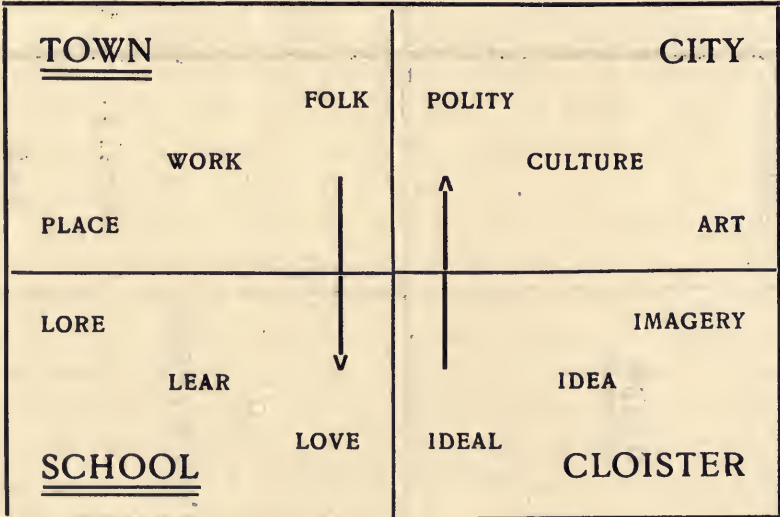 TOWN
FOLK
WORK
PLACE
CITY
POLITY
CULTURE
ART
LORE
LEAR
LOVE
SCHOOL
IMAGERY
IDEA
IDEAL
CLOISTER